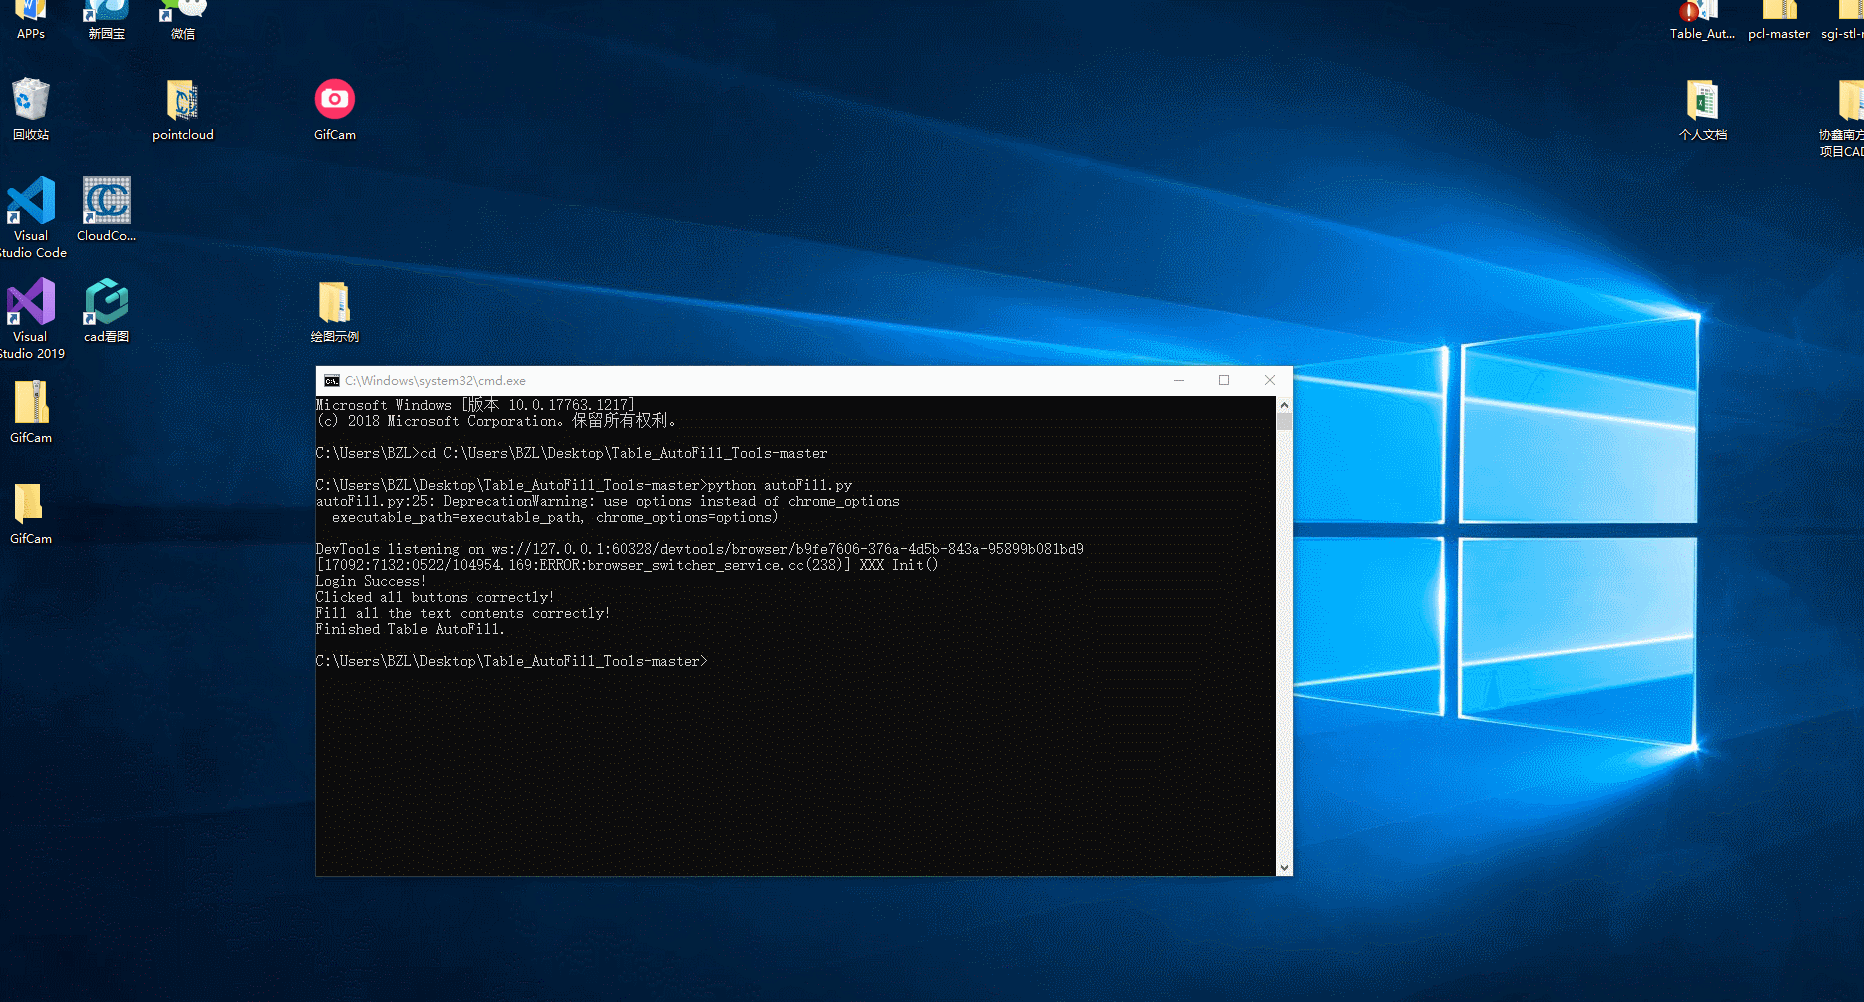 APPs
新园宝
微信
Table_Aut...
pcl-master
回收站
pointcloud
GifCam
个人文档
协鑫南方
项目CAD
Visual
Studio Code
CloudCo...
Visual
Studio 2019
cad看图
绘图示例
GifCam
GifCam
C:\Windows\system32\cmd.exe
Microsoft Windows [版本 10.0.17763.1217]
(c) 2018 Microsoft Corporation。保留所有权利。
C:\Users\BZL>cd C:\Users\BZL\Desktop\Table_AutoFill_Tools-master
C:\Users\BZL\Desktop\Table_AutoFill_Tools-master>python autoFill.py
autoFill.py:25: DeprecationWarning: use options instead of chrome_options
executable_path=executable_path, chrome_options=options)
DevTools listening on ws://127.0.0.1:60328/devtools/browser/b9fe7606-376a-4d5b-843a-95899b081bd9
[17092:7132:0522/104954.169:ERROR:browser_switcher_service.cc(238)] XXX Init()
Login Success!
Clicked all buttons correctly!
Fill all the text contents correctly!
Finished Table AutoFill.
C:\Users\BZL\Desktop\Table_AutoFill_Tools-master>